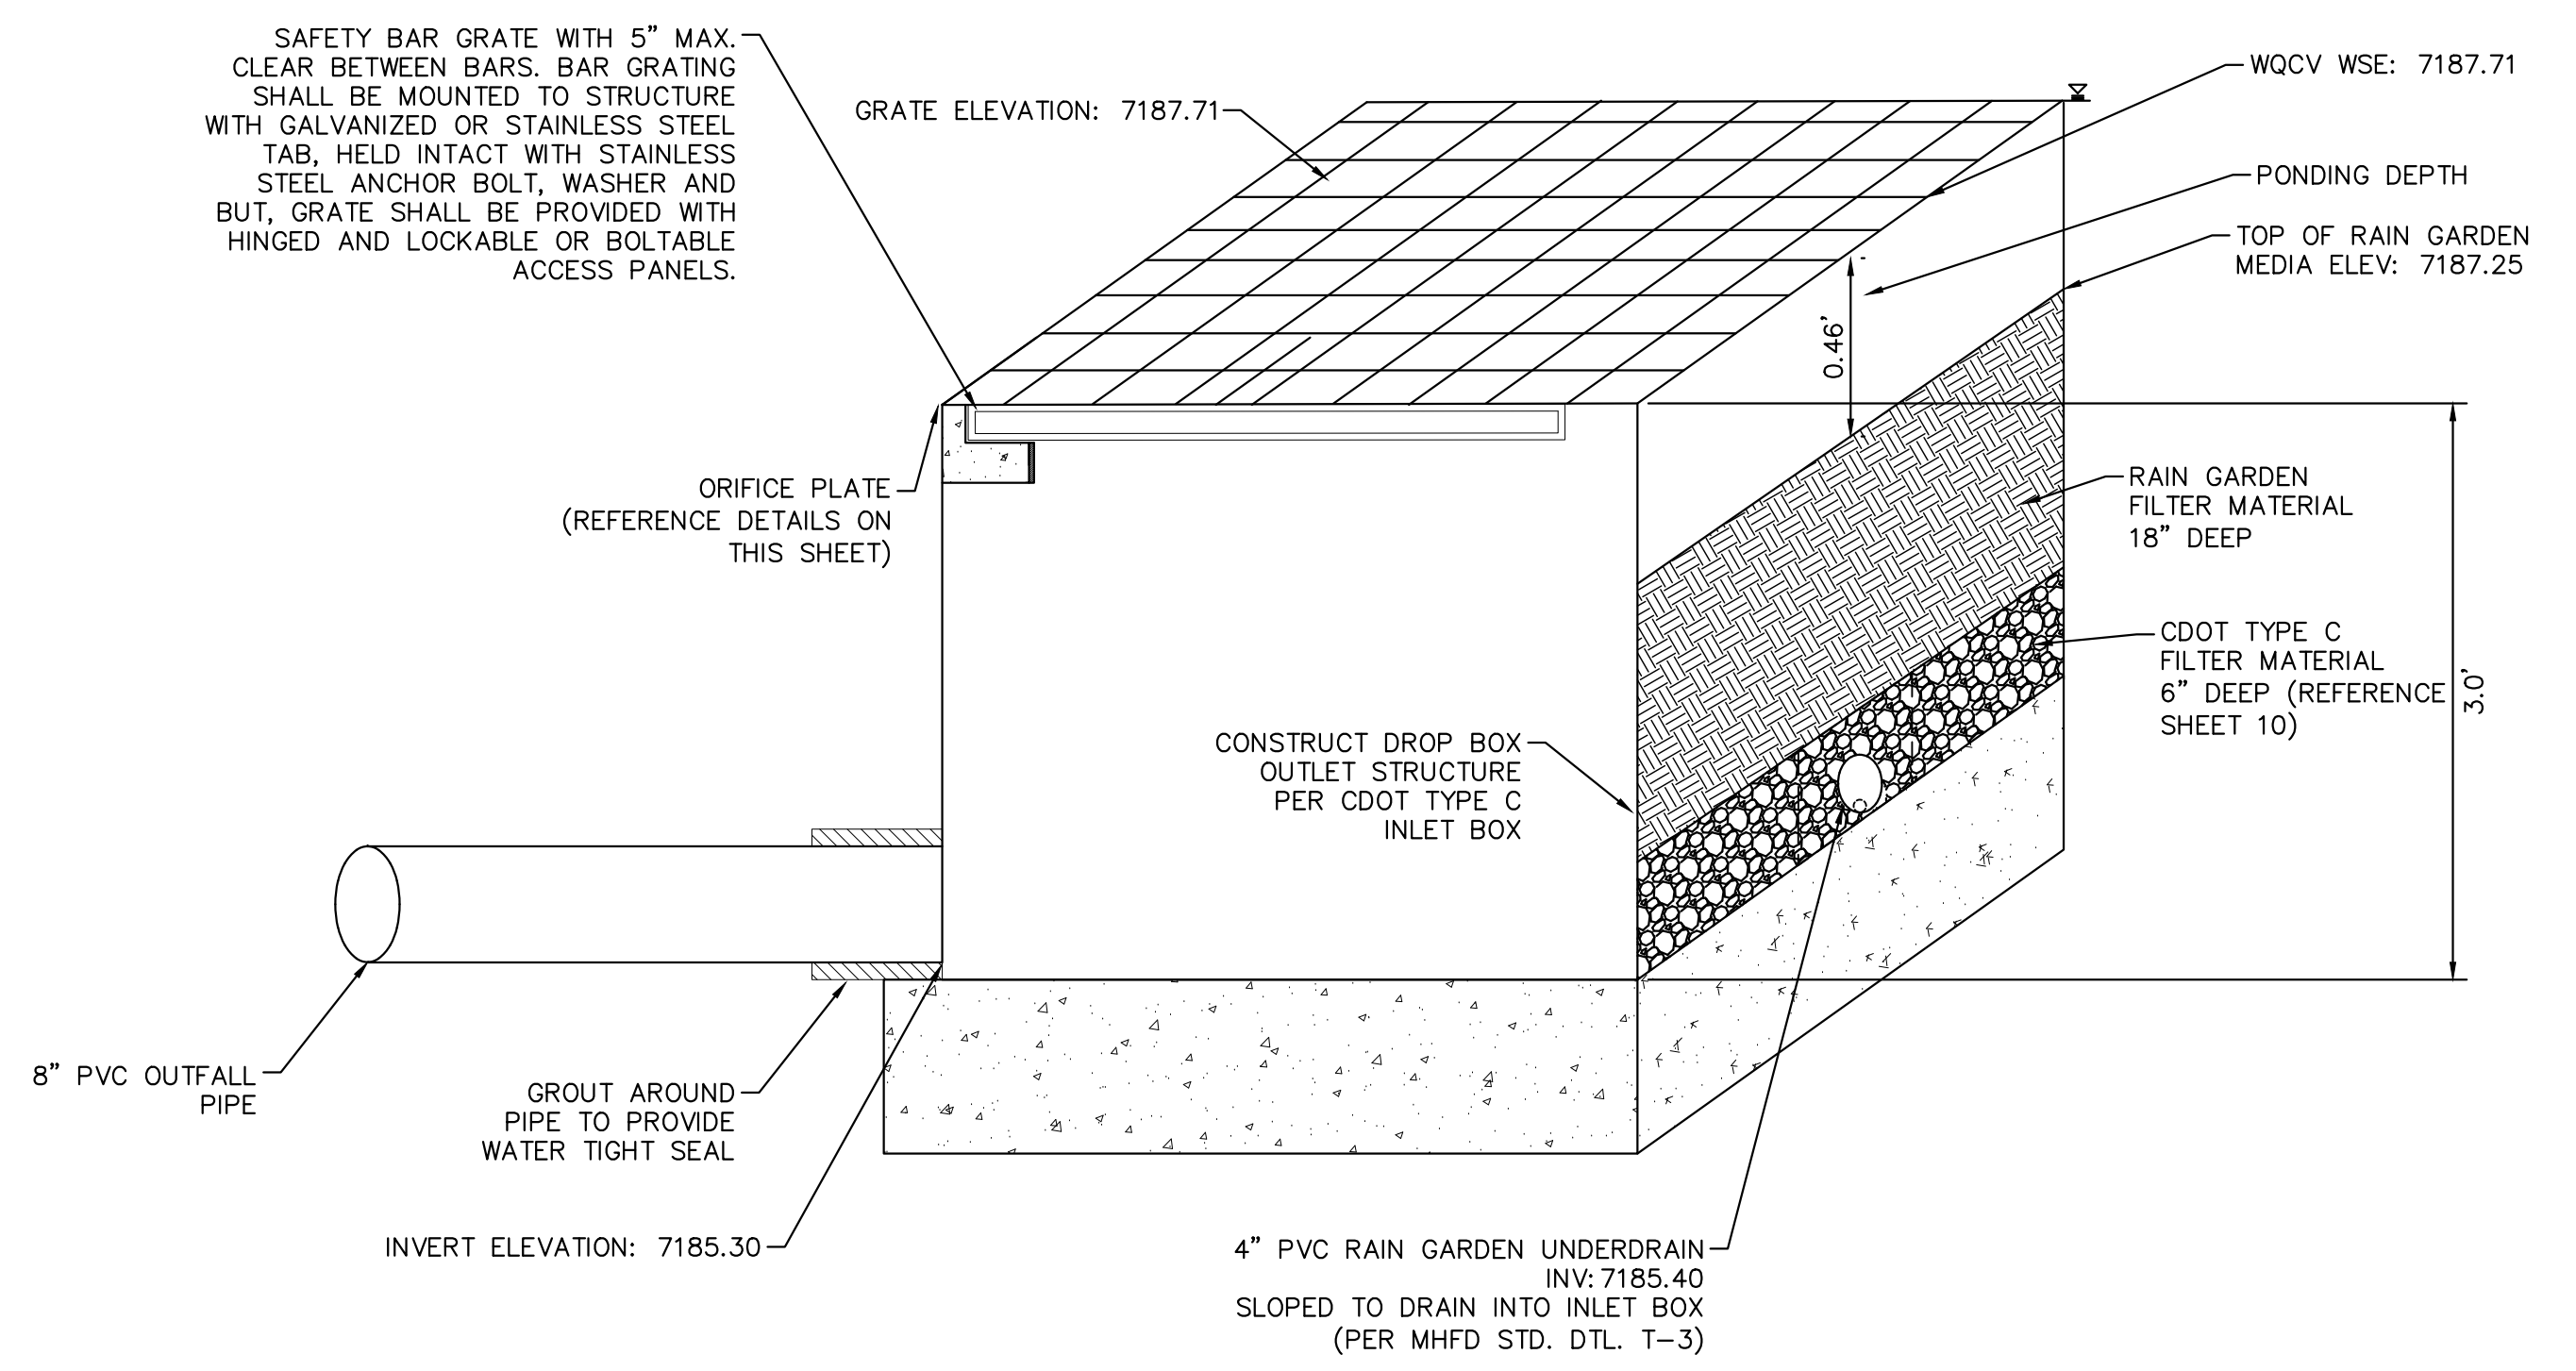 SAFETY BAR GRATE WITH 5” MAX.
CLEAR BETWEEN BARS. BAR GRATING
SHALL BE MOUNTED TO STRUCTURE
WITH GALVANIZED OR STAINLESS STEEL
TAB, HELD INTACT WITH STAINLESS
STEEL ANCHOR BOLT, WASHER AND
BUT, GRATE SHALL BE PROVIDED WITH
HINGED AND LOCKABLE OR BOLTABLE
ACCESS PANELS.
GRATE ELEVATION: 7187.71
WQCV WSE: 7187.71
PONDING DEPTH
TOP OF RAIN GARDEN
MEDIA ELEV: 7187.25
0.46’
ORIFICE PLATE
(REFERENCE DETAILS ON
THIS SHEET)
RAIN GARDEN
FILTER MATERIAL
18” DEEP
CDOT TYPE C
FILTER MATERIAL
6” DEEP (REFERENCE
SHEET 10)
3.0’
CONSTRUCT DROP BOX
OUTLET STRUCTURE
PER CDOT TYPE C
INLET BOX
8” PVC OUTFALL
PIPE
GROUT AROUND
PIPE TO PROVIDE
WATER TIGHT SEAL
INVERT ELEVATION: 7185.30
4” PVC RAIN GARDEN UNDERDRAIN
INV: 7185.40
SLOPED TO DRAIN INTO INLET BOX
(PER MHFD STD. DTL. T-3)